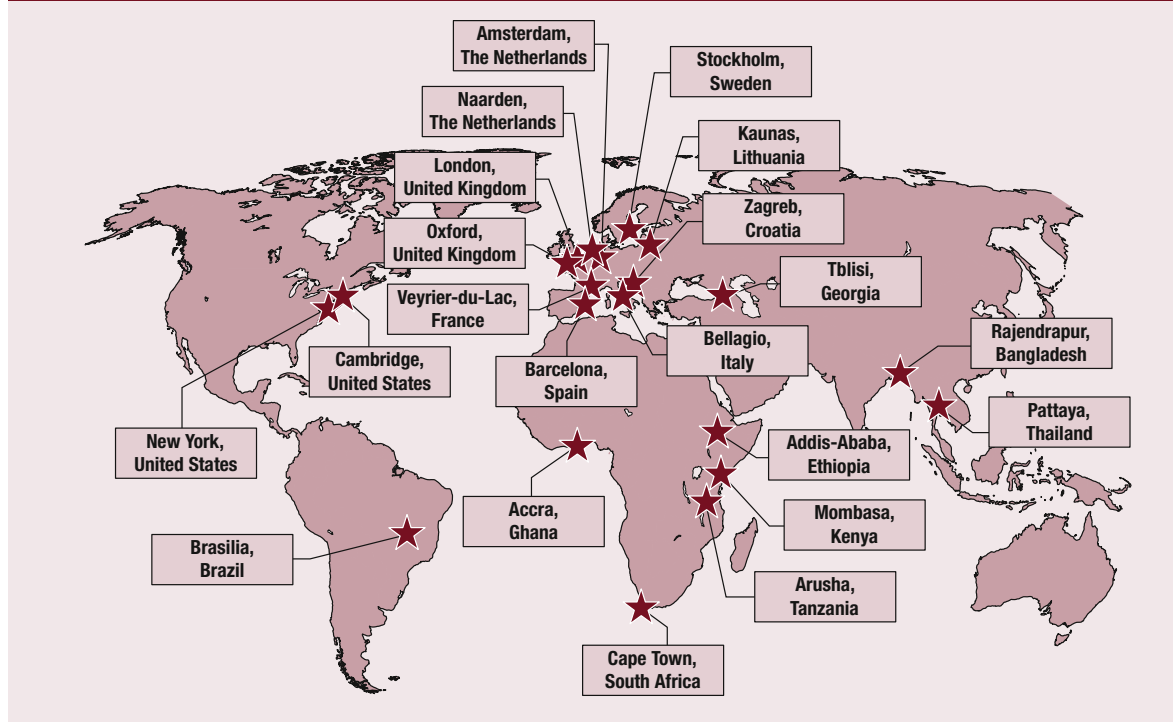 Amsterdam,
The Netherlands
Stockholm,
Sweden
Naarden,
The Netherlands
Kaunas,
Lithuania
London,
United Kingdom
Zagreb,
Croatia
Oxford,
United Kingdom
Tblisi,
Georgia
Veyrier-du-Lac,
France
Rajendrapur,
Bangladesh
Bellagio,
Italy
Cambridge,
United States
Barcelona,
Spain
Pattaya,
Thailand
New York,
United States
Addis-Ababa,
Ethiopia
Accra,
Ghana
Mombasa,
Kenya
Brasilia,
Brazil
Arusha,
Tanzania
Cape Town,
South Africa